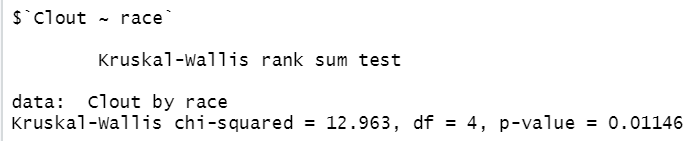 $`Clout ~ race`
Kruskal-Wallis rank sum test
data:  Clout by race
Kruskal-Wallis chi-squared = 12.963, df = 4, p-value = 0.01146